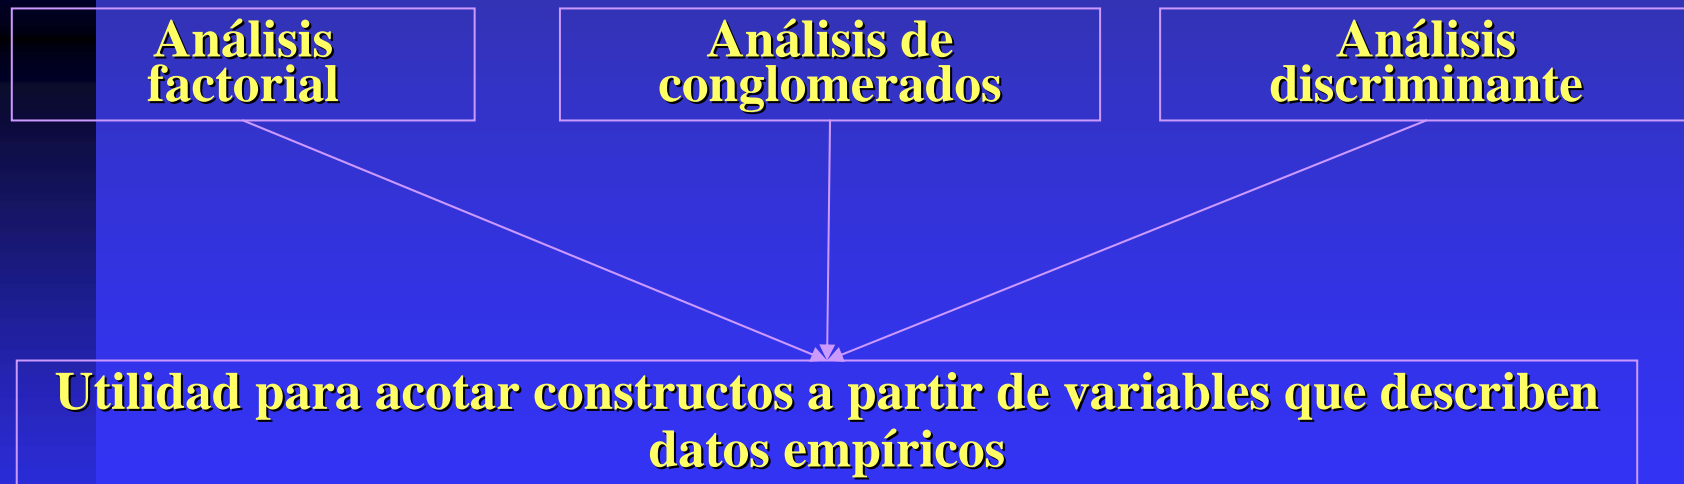 Análisis
factorial
Análisis de
conglomerados
Análisis
discriminante
Utilidad para acotar constructos a partir de variables que describen
datos empíricos